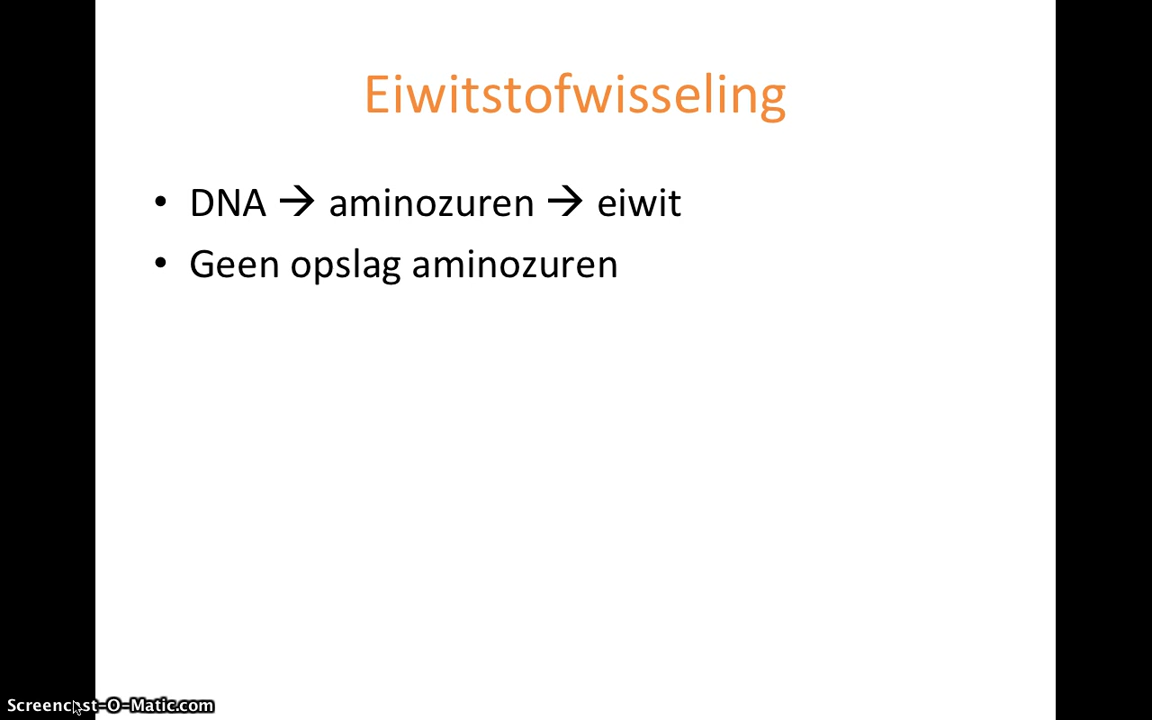 Eiwitstofwisseling
• DNA → aminozuren → eiwit
• Geen opslag aminozuren
Screencast-O-Matic.com